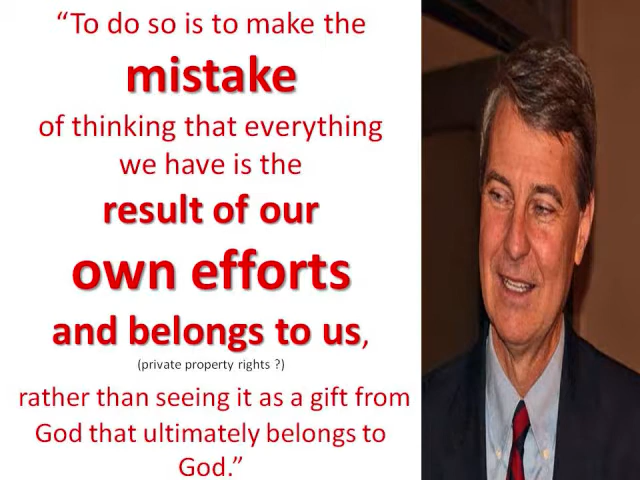 “To do so is to make the
mistake
of thinking that everything
we have is the
result of our
own efforts
and belongs to us,
(private property rights ?)
rather than seeing it as a gift from
God that ultimately belongs to
God.”